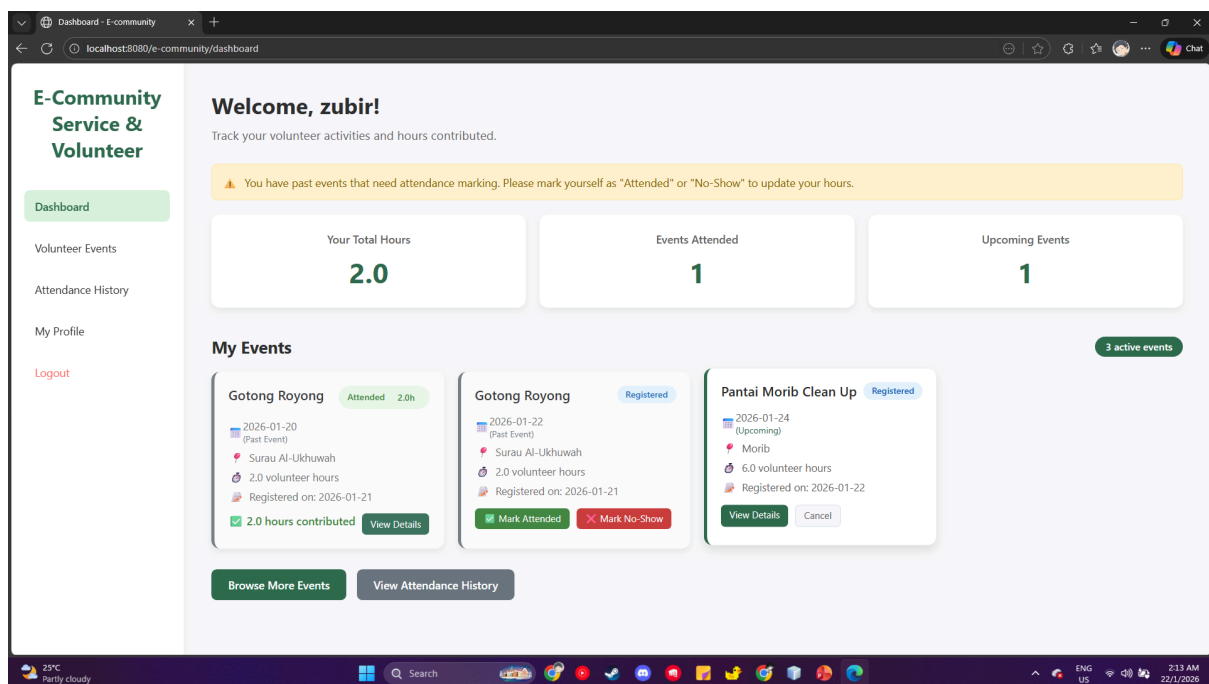 Dashboard - E-community
localhost:8080/e-community/dashboard
Chat
E-Community
Service &
Volunteer
Dashboard
Volunteer Events
Attendance History
My Profile
Logout
Welcome, zubir!
Track your volunteer activities and hours contributed.
You have past events that need attendance marking. Please mark yourself as "Attended" or "No-Show" to update your hours.
Your Total Hours
2.0
Events Attended
1
Upcoming Events
1
My Events
3 active events
Gotong Royong
Attended 2.0h
2026-01-20
(Past Event)
Surau Al-Ukhuwah
2.0 volunteer hours
Registered on: 2026-01-21
2.0 hours contributed
View Details
Gotong Royong
Registered
2026-01-22
(Past Event)
Surau Al-Ukhuwah
2.0 volunteer hours
Registered on: 2026-01-21
Mark Attended
Mark No-Show
Pantai Morib Clean Up
Registered
2026-01-24
(Upcoming)
Morib
6.0 volunteer hours
Registered on: 2026-01-22
View Details
Cancel
Browse More Events
View Attendance History
25°C
Partly cloudy
Search
ENG
US
2:13 AM
22/1/2026